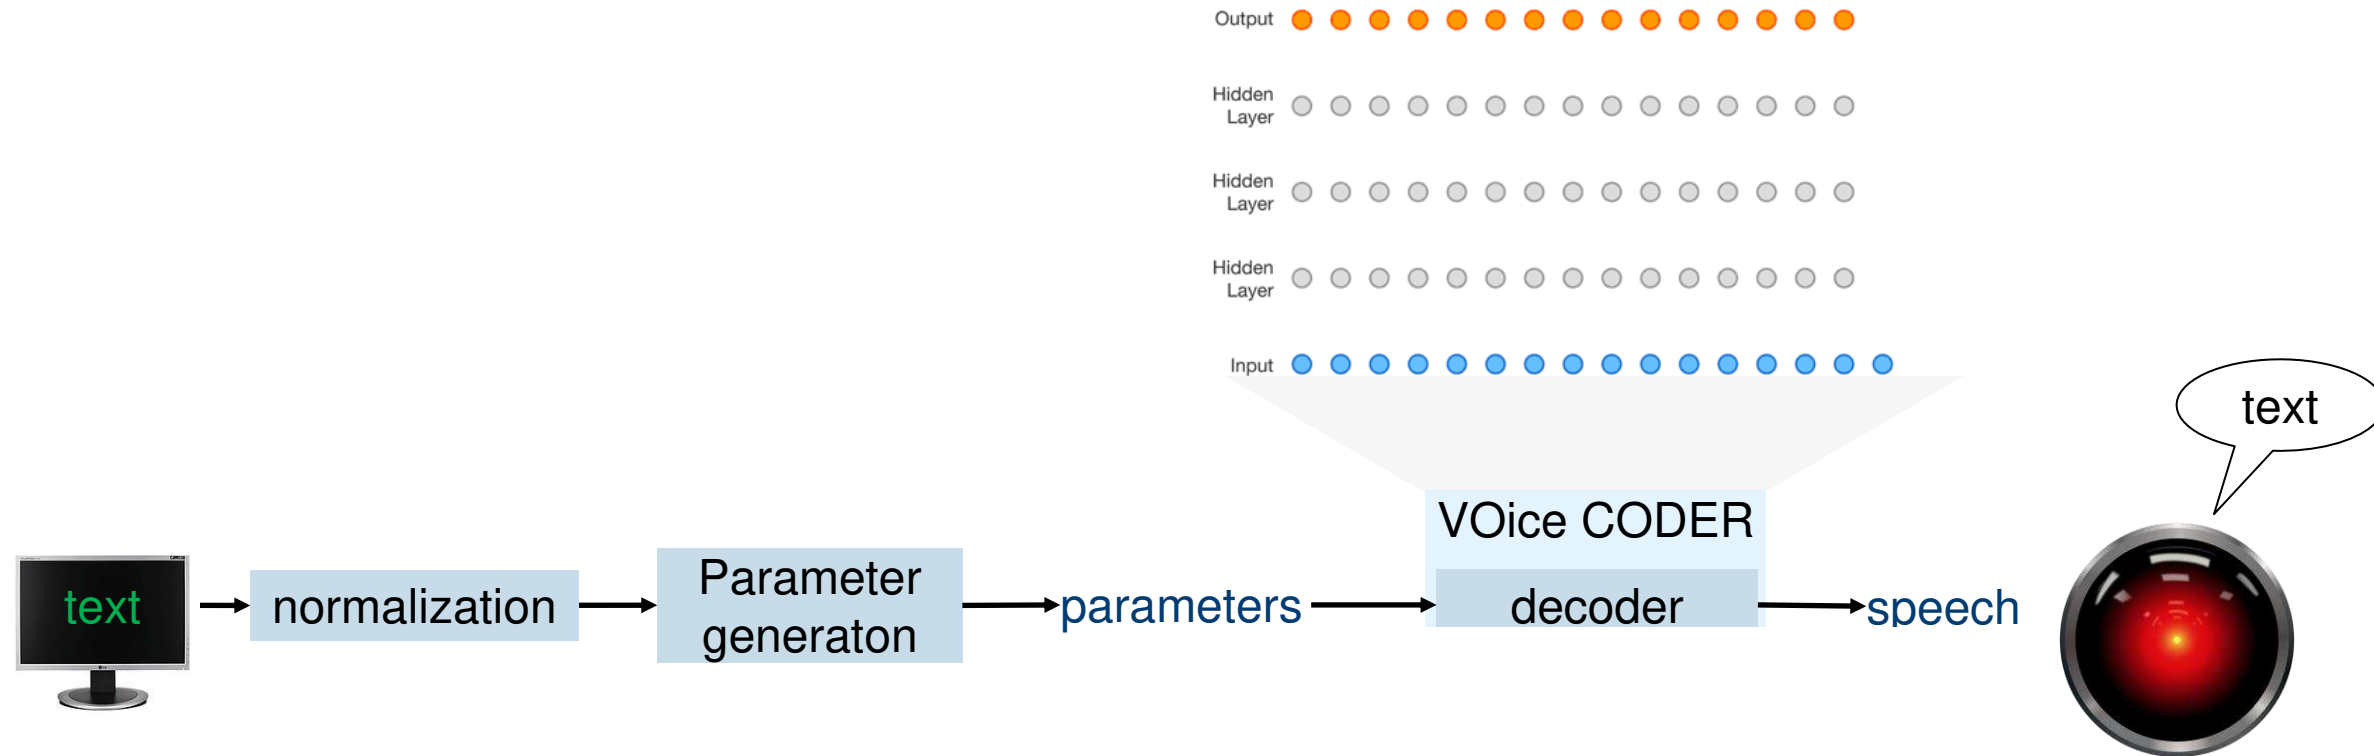 Output
Hidden
Layer
Hidden
Layer
Hidden
Layer
Input
text
VOice CODER
text
normalization
Parameter
generaton
parameters
decoder
speech